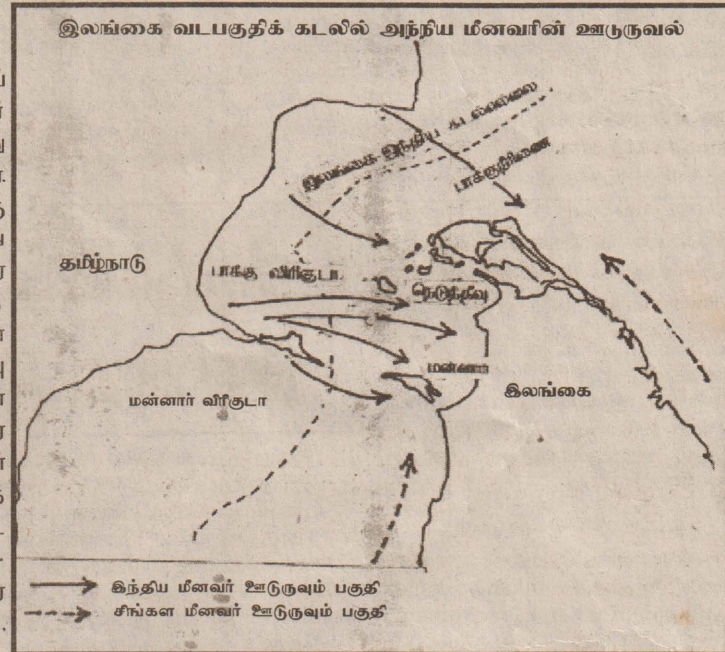 இலங்கை வடபகுதிக் கடலில் அந்நிய மீனவரின் ஊடுருவல்
இலங்கை இந்திய கடலெல்லை
பாக்குநீரிணை
தமிழ்நாடு
பாக்கு விரிகுடா
நெடுந்தீவு
மன்னார்
மன்னார் விரிகுடா
இலங்கை
இந்திய மீனவர் ஊடுருவும் பகுதி
சிங்கள மீனவர் ஊடுருவும் பகுதி